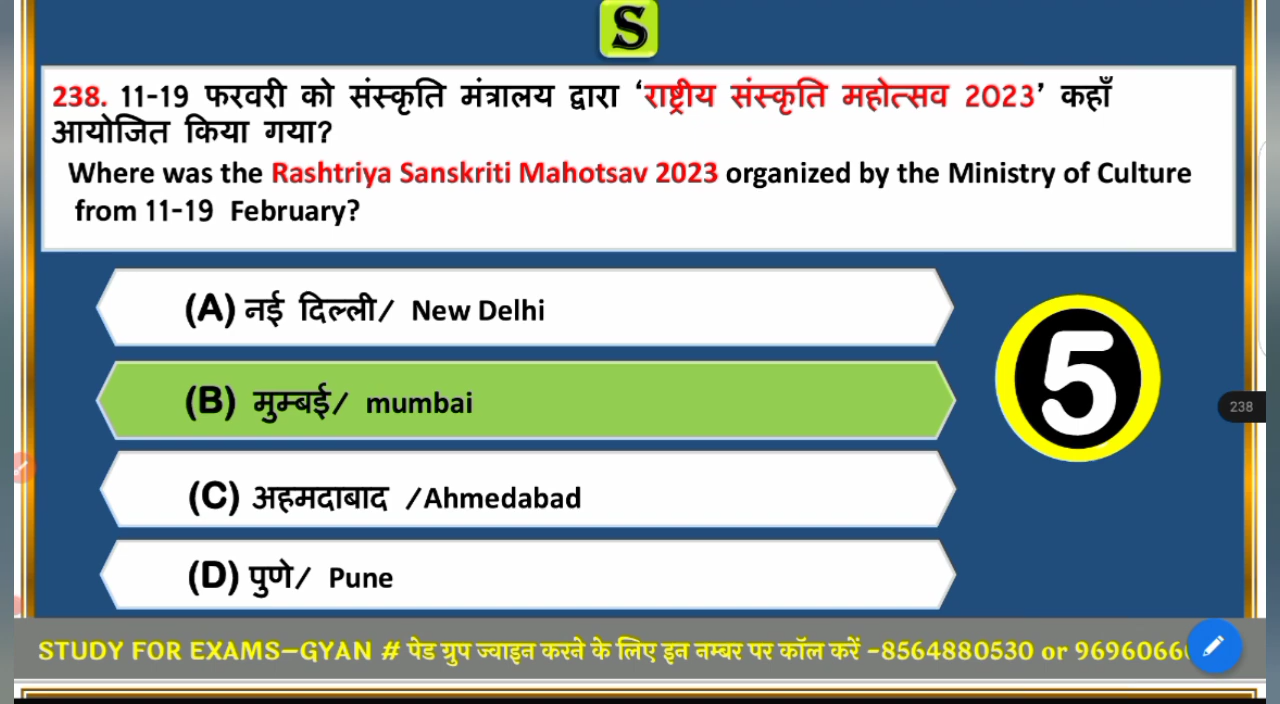 S
238. 11-19 फरवरी को संस्कृति मंत्रालय द्वारा ‘राष्ट्रीय संस्कृति महोत्सव 2023’ कहाँ
आयोजित किया गया?
Where was the Rashtriya Sanskriti Mahotsav 2023 organized by the Ministry of Culture
from 11-19 February?
(A) नई दिल्ली/ New Delhi
(B) मुम्बई/ mumbai
5
238
(C) अहमदाबाद /Ahmedabad
(D) पुणे/ Pune
STUDY FOR EXAMS-GYAN # पेड ग्रुप ज्वाइन करने के लिए इन नम्बर पर कॉल करें -8564880530 or